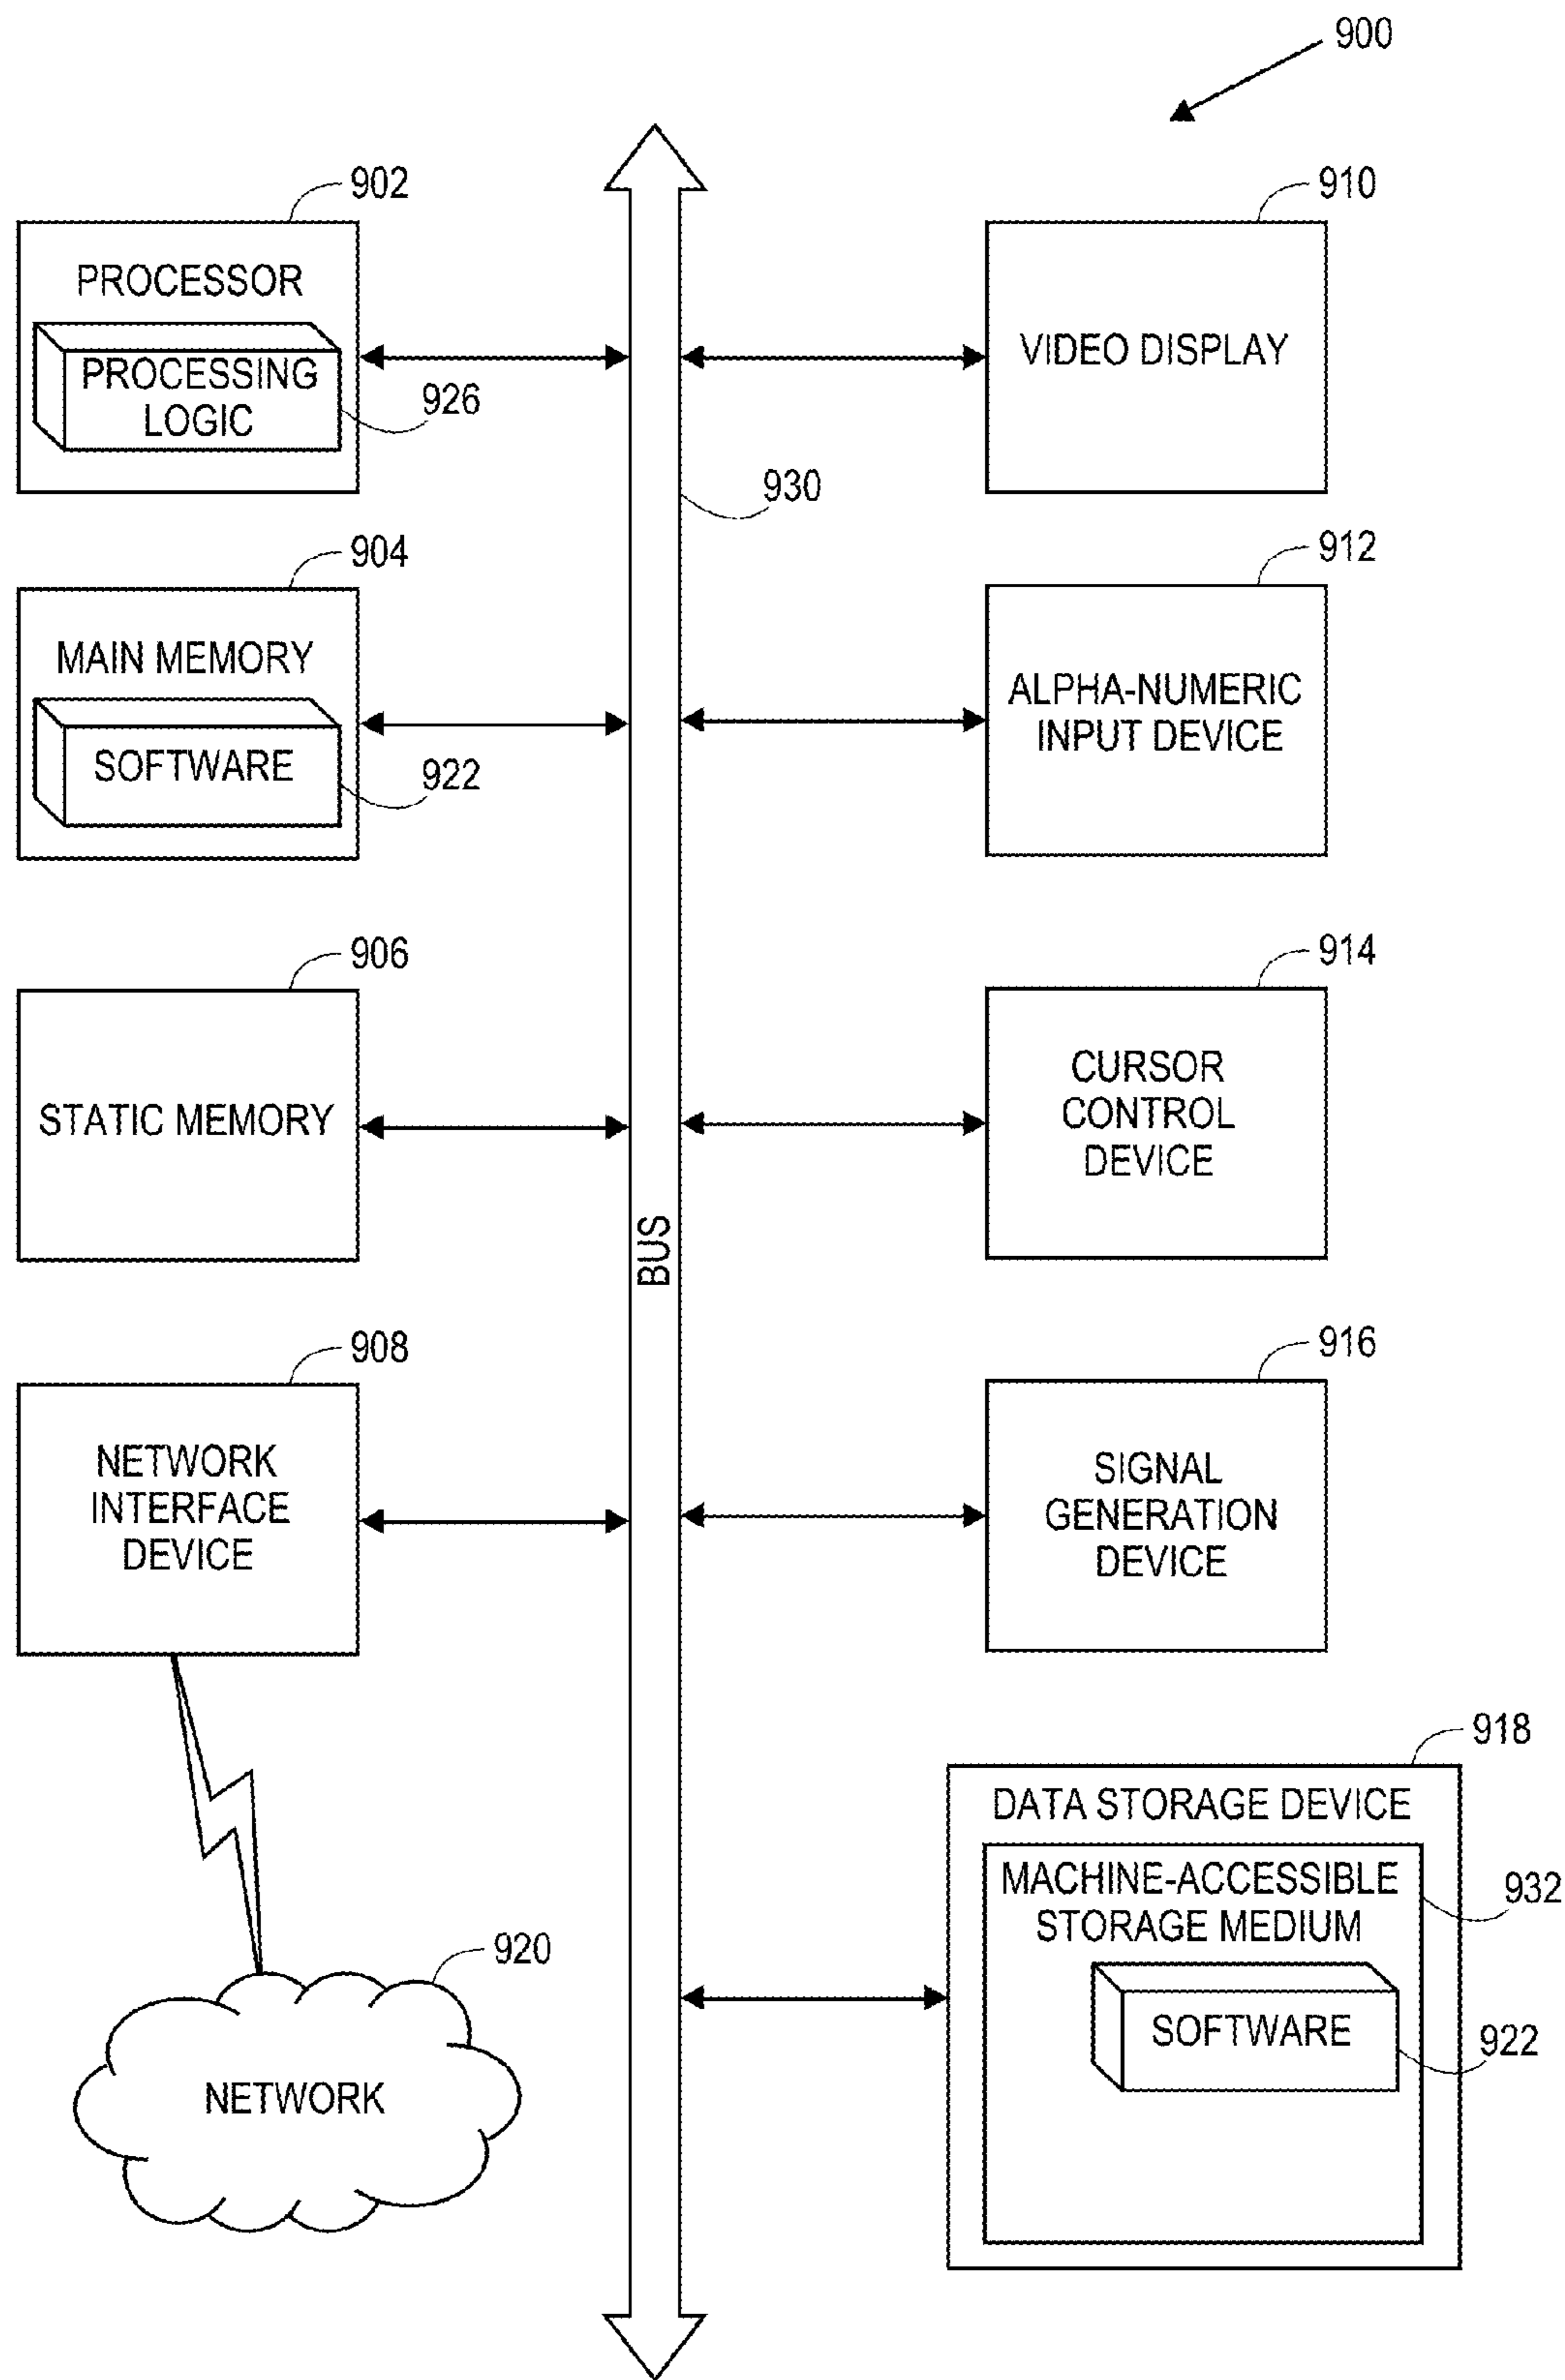 900
902
PROCESSOR
PROCESSING
LOGIC
926
904
MAIN MEMORY
SOFTWARE
922
906
STATIC MEMORY
908
NETWORK
INTERFACE
DEVICE
920
NETWORK
930
BUS
910
VIDEO DISPLAY
912
ALPHA-NUMERIC
INPUT DEVICE
914
CURSOR
CONTROL
DEVICE
916
SIGNAL
GENERATION
DEVICE
918
DATA STORAGE DEVICE
MACHINE-ACCESSIBLE
STORAGE MEDIUM
932
SOFTWARE
922